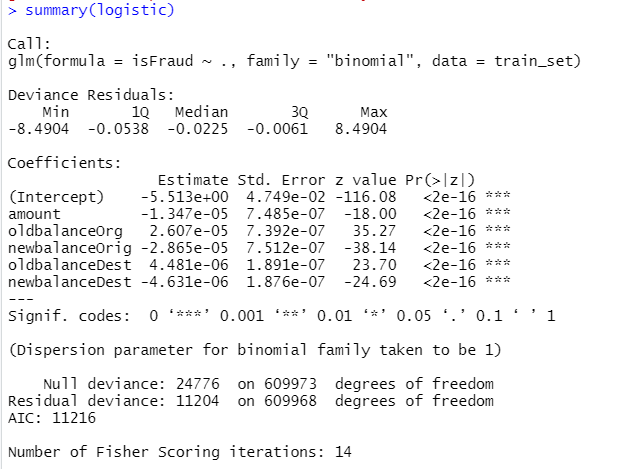 > summary(logistic)
Call:
glm(formula = isFraud ~ ., family = "binomial", data = train_set)
Deviance Residuals:
    Min       1Q   Median       3Q      Max
-8.4904  -0.0538  -0.0225  -0.0061   8.4904
Coefficients:
                 Estimate Std. Error z value Pr(>|z|)
(Intercept)    -5.513e+00  4.749e-02 -116.08   <2e-16 ***
amount         -1.347e-05  7.485e-07  -18.00   <2e-16 ***
oldbalanceOrg   2.607e-05  7.392e-07   35.27   <2e-16 ***
newbalanceOrig -2.865e-05  7.512e-07  -38.14   <2e-16 ***
oldbalanceDest  4.481e-06  1.891e-07   23.70   <2e-16 ***
newbalanceDest -4.631e-06  1.876e-07  -24.69   <2e-16 ***
---
Signif. codes:  0 ‘***’ 0.001 ‘**’ 0.01 ‘*’ 0.05 ‘.’ 0.1 ‘ ’ 1
(Dispersion parameter for binomial family taken to be 1)
    Null deviance: 24776  on 609973  degrees of freedom
Residual deviance: 11204  on 609968  degrees of freedom
AIC: 11216
Number of Fisher Scoring iterations: 14